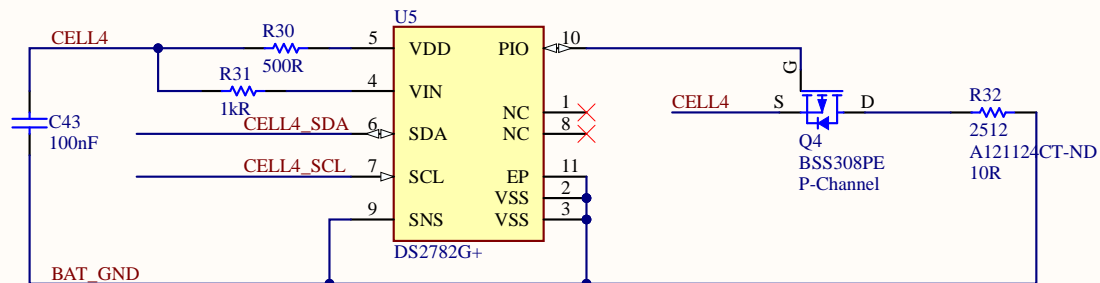 U5
CELL4
R30
500R
5
VDD
PIO
10
R31
1kR
4
VIN
G
C43
100nF
CELL4_SDA
6
SDA
NC
1
NC
8
CELL4
S
D
R32
2512
A121124CT-ND
10R
Q4
BSS308PE
P-Channel
CELL4_SCL
7
SCL
EP
11
VSS
2
9
SNS
VSS
3
DS2782G+
BAT_GND